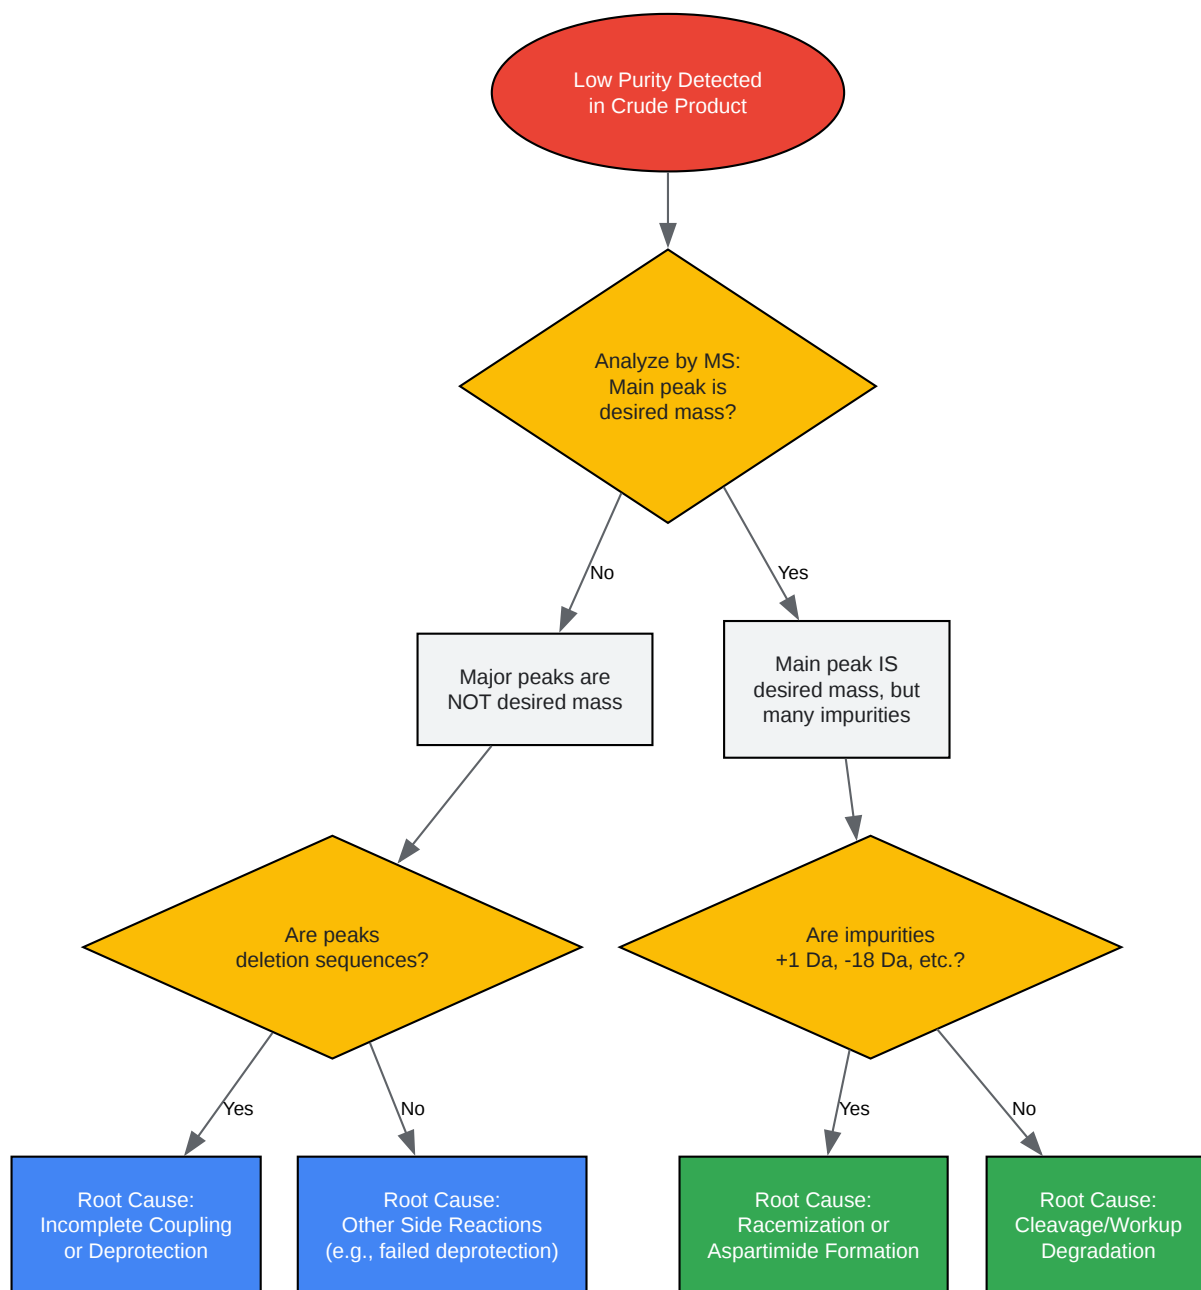 Low Purity Detected
in Crude Product
Analyze by MS:
Main peak is
desired mass?
No
Yes
Major peaks are
NOT desired mass
Main peak IS
desired mass, but
many impurities
Are peaks
deletion sequences?
Are impurities
+1 Da, -18 Da, etc.?
Yes
No
Yes
No
Root Cause:
Incomplete Coupling
or Deprotection
Root Cause:
Other Side Reactions
(e.g., failed deprotection)
Root Cause:
Racemization or
Aspartimide Formation
Root Cause:
Cleavage/Workup
Degradation